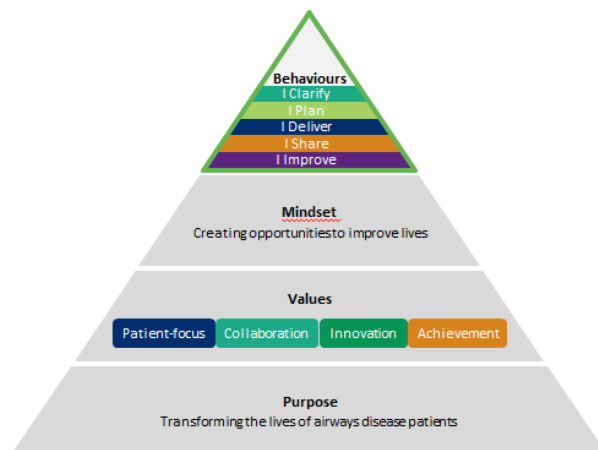 Behaviours
I Clarify
I Plan
I Deliver
I Share
I Improve
Mindset
Creating opportunitiesto improve lives
Values
Patient-focus Collaboration Innovation Achievement
Purpose
Transforming the lives of airways disease patients